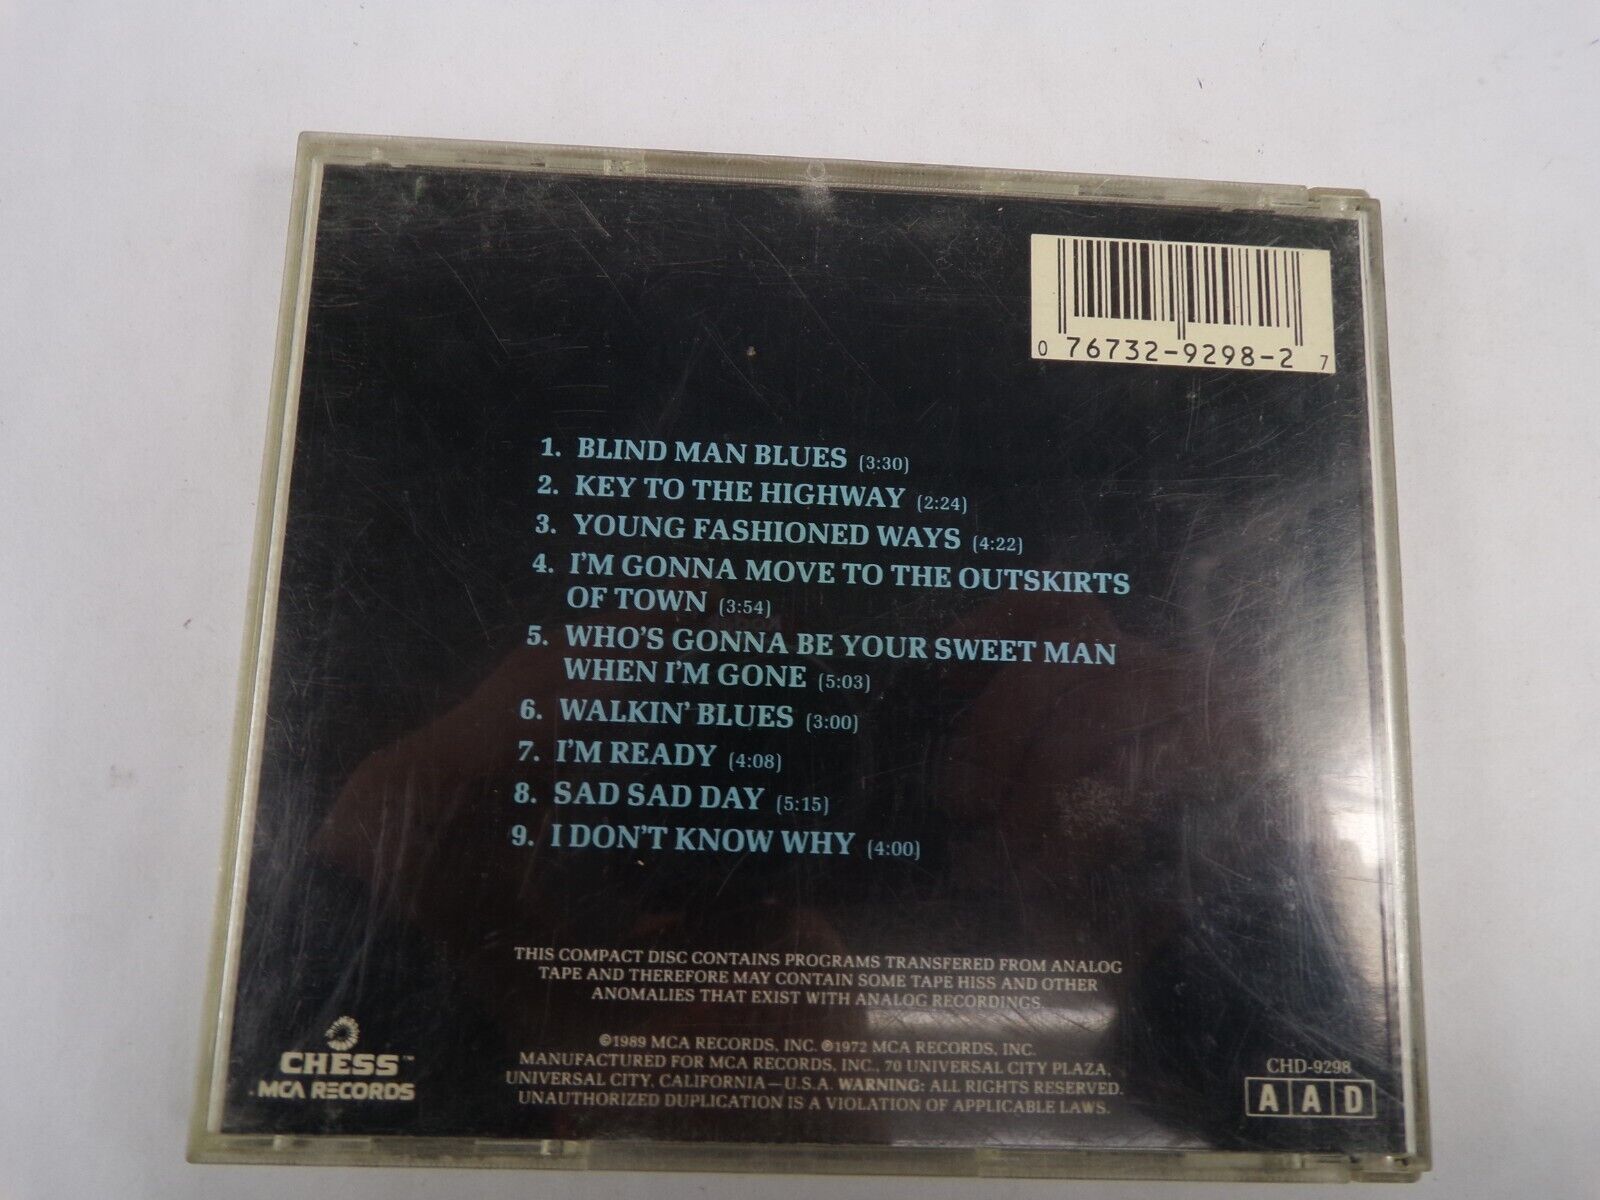 0 76732-9298-2 7
1. BLIND MAN BLUES (3:30)
2. KEY TO THE HIGHWAY (2:24)
3. YOUNG FASHIONED WAYS (4:22)
4. I'M GONNA MOVE TO THE OUTSKIRTS
OF TOWN (3:54)
5. WHO'S GONNA BE YOUR SWEET MAN
WHEN I'M GONE (5:03)
6. WALKIN' BLUES (3:00)
7. I'M READY (4:08)
8. SAD SAD DAY (5:15)
9. I DON'T KNOW WHY (4:00)
THIS COMPACT DISC CONTAINS PROGRAMS TRANSFERED FROM ANALOG
TAPE AND THEREFORE MAY CONTAIN SOME TAPE HISS AND OTHER
ANOMALIES THAT EXIST WITH ANALOG RECORDINGS.
©1989 MCA RECORDS, INC. ℗1972 MCA RECORDS, INC.
MANUFACTURED FOR MCA RECORDS, INC., 70 UNIVERSAL CITY PLAZA,
UNIVERSAL CITY, CALIFORNIA—U.S.A. WARNING: ALL RIGHTS RESERVED.
UNAUTHORIZED DUPLICATION IS A VIOLATION OF APPLICABLE LAWS.
CHESS™
MCA RECORDS
CHD-9298
A A D